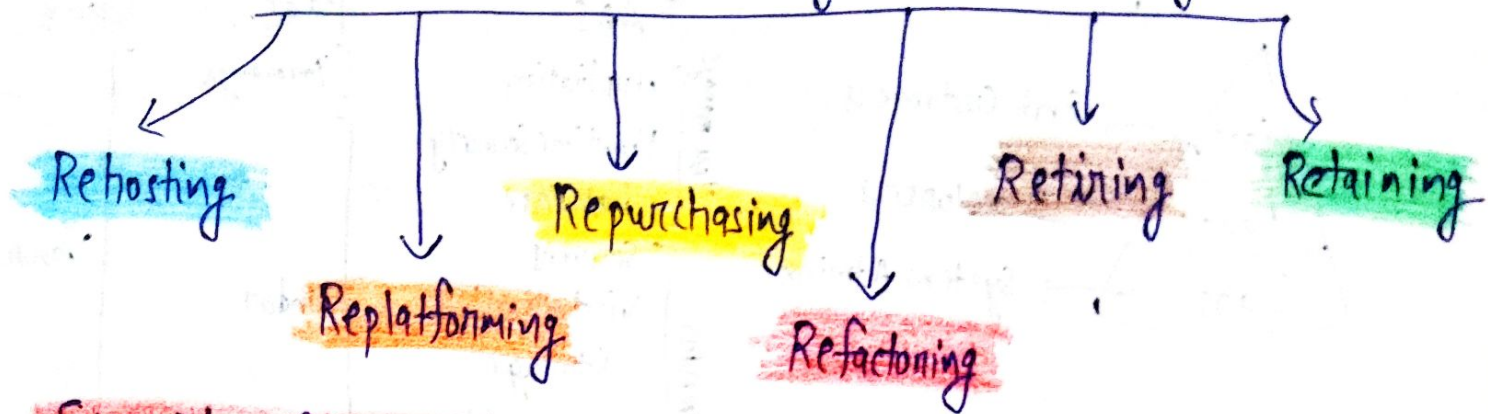 Rehosting
Replatforming
Repurchasing
Refactoring
Retiring
Retaining